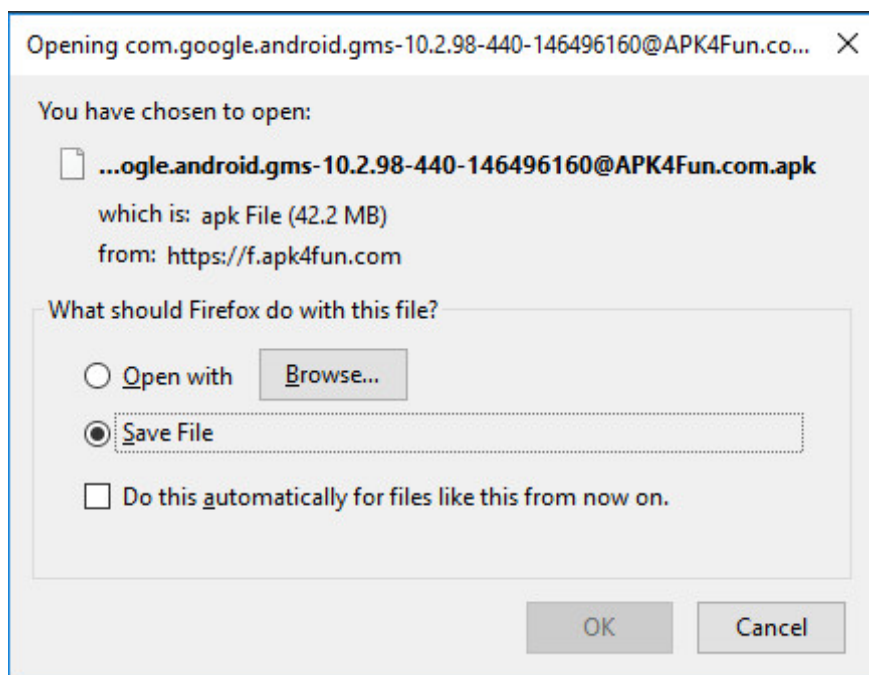 Opening com.google.android.gms-10.2.98-440-146496160@APK4Fun.co...
You have chosen to open:
...ogle.android.gms-10.2.98-440-146496160@APK4Fun.com.apk
which is: apk File (42.2 MB)
from: https://f.apk4fun.com
What should Firefox do with this file?
Open with Browse...
Save File
Do this automatically for files like this from now on.
OK Cancel